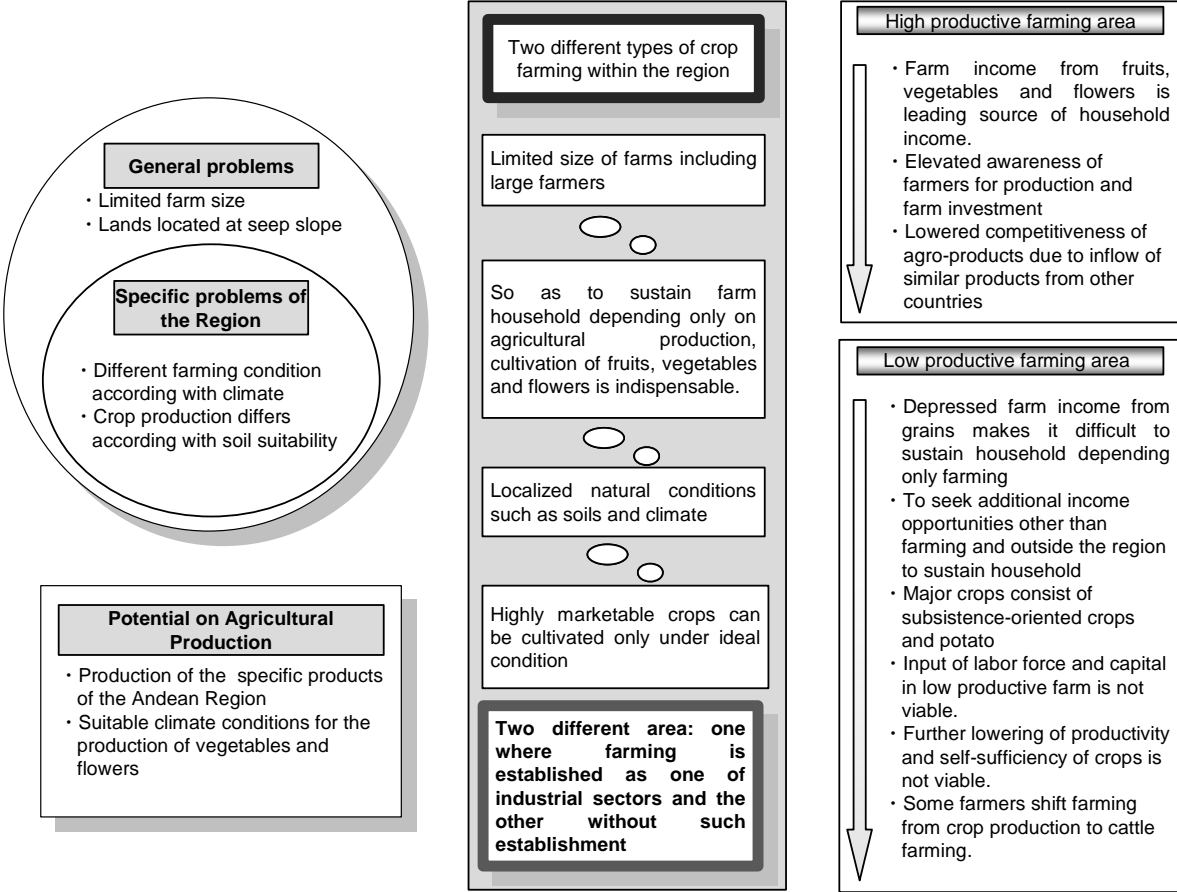 General problems
・Limited farm size
・Lands located at seep slope
Specific problems of
the Region
・Different farming condition
according with climate
・Crop production differs
according with soil suitability
Potential on Agricultural
Production
・Production of the specific products
of the Andean Region
・Suitable climate conditions for the
production of vegetables and
flowers
Two different types of crop
farming within the region
Limited size of farms including
large farmers
So as to sustain farm
household depending only on
agricultural production,
cultivation of fruits, vegetables
and flowers is indispensable.
Localized natural conditions
such as soils and climate
Highly marketable crops can
be cultivated only under ideal
condition
Two different area: one
where farming is
established as one of
industrial sectors and the
other without such
establishment
High productive farming area
・Farm income from fruits,
vegetables and flowers is
leading source of household
income.
・Elevated awareness of
farmers for production and
farm investment
・Lowered competitiveness of
agro-products due to inflow of
similar products from other
countries
Low productive farming area
・Depressed farm income from
grains makes it difficult to
sustain household depending
only farming
・To seek additional income
opportunities other than
farming and outside the region
to sustain household
・Major crops consist of
subsistence-oriented crops
and potato
・Input of labor force and capital
in low productive farm is not
viable.
・Further lowering of productivity
and self-sufficiency of crops is
not viable.
・Some farmers shift farming
from crop production to cattle
farming.